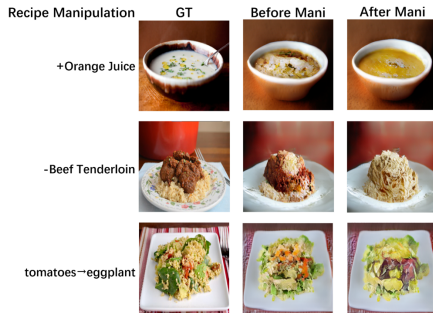 Recipe Manipulation GT Before Mani After Mani
+Orange Juice
-Beef Tenderloin
tomatoes→eggplant